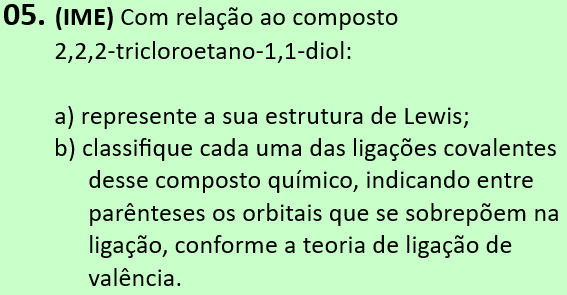 05. (IME) Com relação ao composto
2,2,2-tricloroetano-1,1-diol:
a) represente a sua estrutura de Lewis;
b) classifique cada uma das ligações covalentes
desse composto químico, indicando entre
parênteses os orbitais que se sobrepõem na
ligação, conforme a teoria de ligação de
valência.